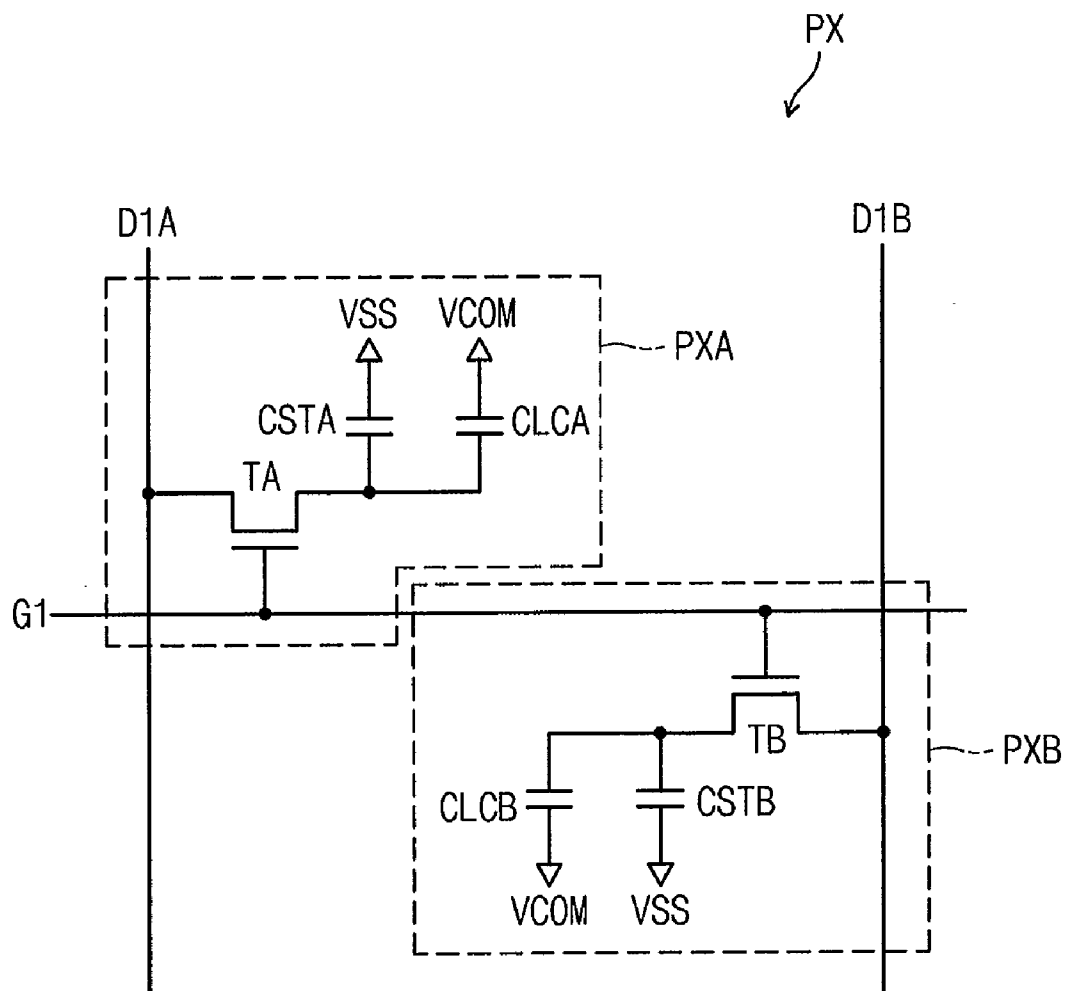 PX
D1A
D1B
VSS
VCOM
PXA
CSTA
CLCA
TA
G1
TB
PXB
CLCB
CSTB
VCOM
VSS